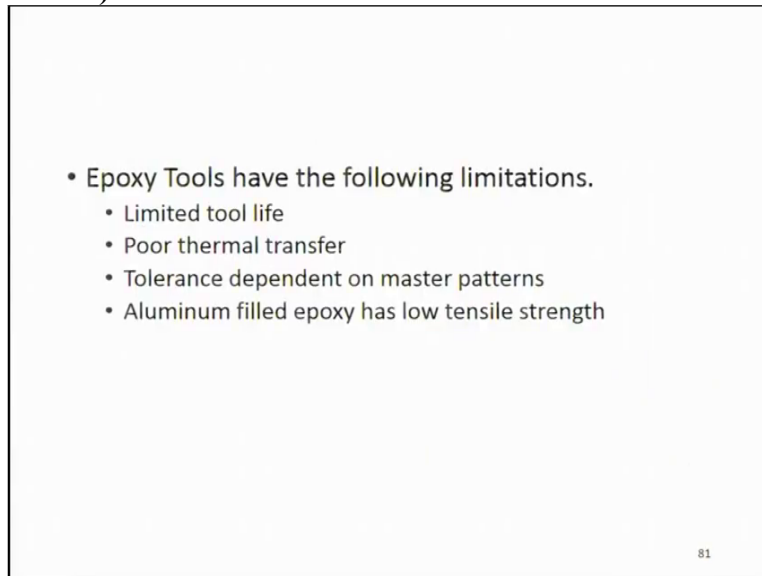 • Epoxy Tools have the following limitations.
• Limited tool life
• Poor thermal transfer
• Tolerance dependent on master patterns
• Aluminum filled epoxy has low tensile strength
81